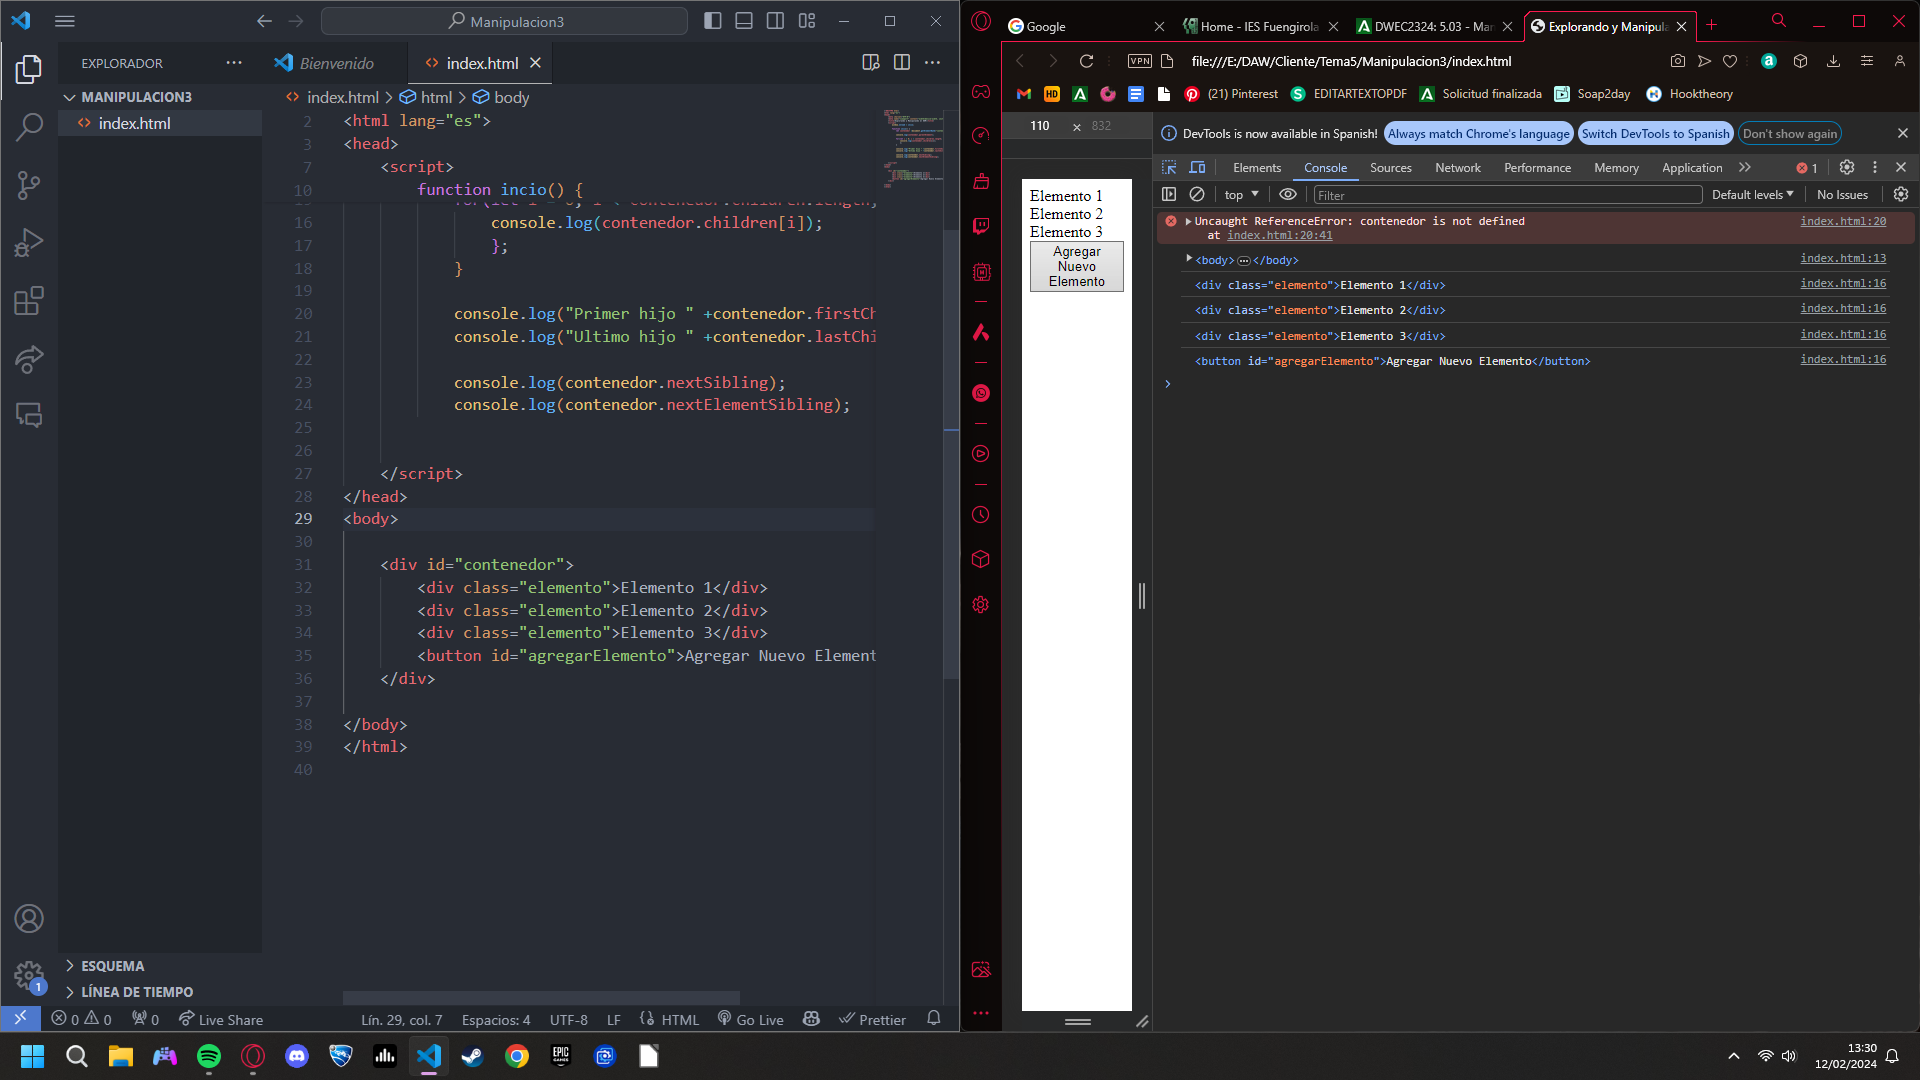 Manipulacion3
EXPLORADOR
MANIPULACION3
index.html
ESQUEMA
LÍNEA DE TIEMPO
Bienvenido
index.html
index.html > html > body
2 <html lang="es">
3 <head>
7 <script>
10 function incio() {
16 console.log(contenedor.children[i]);
17 };
18 }
19
20 console.log("Primer hijo " +contenedor.firstCh
21 console.log("Ultimo hijo " +contenedor.lastChi
22
23 console.log(contenedor.nextSibling);
24 console.log(contenedor.nextElementSibling);
25
26
27 </script>
28 </head>
29 <body>
30
31 <div id="contenedor">
32 <div class="elemento">Elemento 1</div>
33 <div class="elemento">Elemento 2</div>
34 <div class="elemento">Elemento 3</div>
35 <button id="agregarElemento">Agregar Nuevo Element
36 </div>
37
38 </body>
39 </html>
40
1
0 0 0 Live Share Lín. 29, col. 7 Espacios: 4 UTF-8 LF HTML Go Live Prettier
Google
Home - IES Fuengirola
DWEC2324: 5.03 - Man
Explorando y Manipula
VPN file:///E:/DAW/Cliente/Tema5/Manipulacion3/index.html
HD (21) Pinterest EDITARTEXTOPDF Solicitud finalizada Soap2day Hooktheory
110 × 832
Elemento 1
Elemento 2
Elemento 3
Agregar
Nuevo
Elemento
DevTools is now available in Spanish! Always match Chrome's language Switch DevTools to Spanish Don't show again
Elements Console Sources Network Performance Memory Application 1
top Filter Default levels No Issues
Uncaught ReferenceError: contenedor is not defined index.html:20
at index.html:20:41
<body>…</body> index.html:13
<div class="elemento">Elemento 1</div> index.html:16
<div class="elemento">Elemento 2</div> index.html:16
<div class="elemento">Elemento 3</div> index.html:16
<button id="agregarElemento">Agregar Nuevo Elemento</button> index.html:16
EPIC
GAMES
13:30
12/02/2024